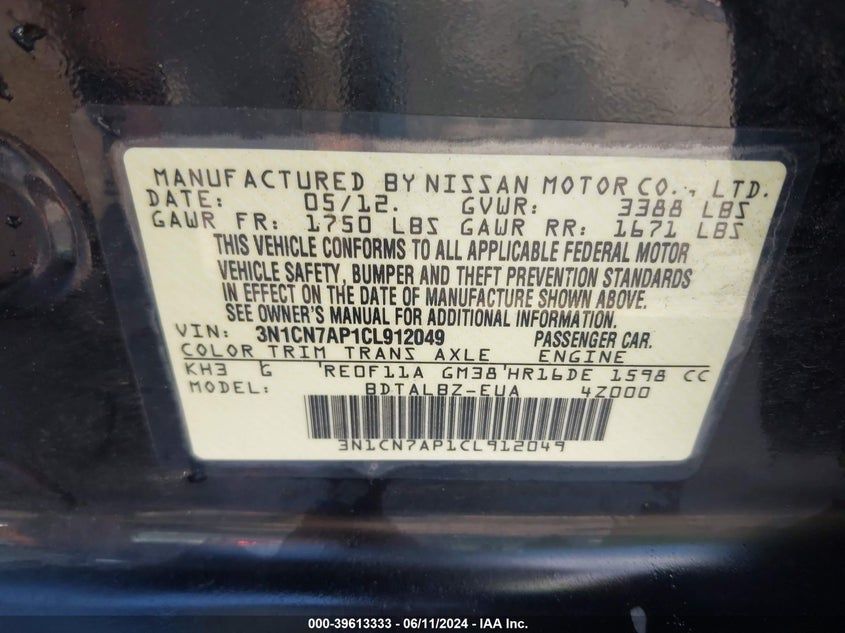 MANUFACTURED BY NISSAN MOTOR CO., LTD.
DATE: 05/12. GVWR: 3388 LBS
GAWR FR: 1750 LBS GAWR RR: 1671 LBS
THIS VEHICLE CONFORMS TO ALL APPLICABLE FEDERAL MOTOR
VEHICLE SAFETY, BUMPER AND THEFT PREVENTION STANDARDS
IN EFFECT ON THE DATE OF MANUFACTURE SHOWN ABOVE.
SEE OWNER'S MANUAL FOR MORE INFORMATION.
VIN: 3N1CN7AP1CL912049 PASSENGER CAR.
COLOR TRIM TRANS AXLE ENGINE
KH3 G 'RE0F11A GM38'HR16DE 1598 CC
MODEL: BDTALBZ-EUA 4Z000
3N1CN7AP1CL912049
000-39613333 - 06/11/2024 - IAA Inc.